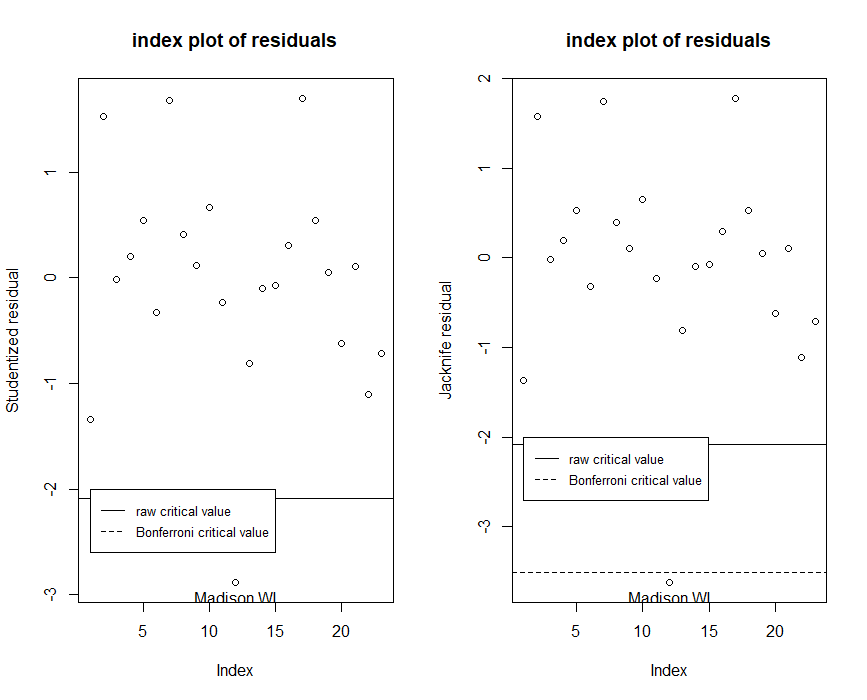 index plot of residuals
Studentized residual
1
0
-1
-2
-3
raw critical value
Bonferroni critical value
Madison WI
5
10
15
20
Index
index plot of residuals
Jacknife residual
2
1
0
-1
-2
-3
raw critical value
Bonferroni critical value
Madison WI
5
10
15
20
Index